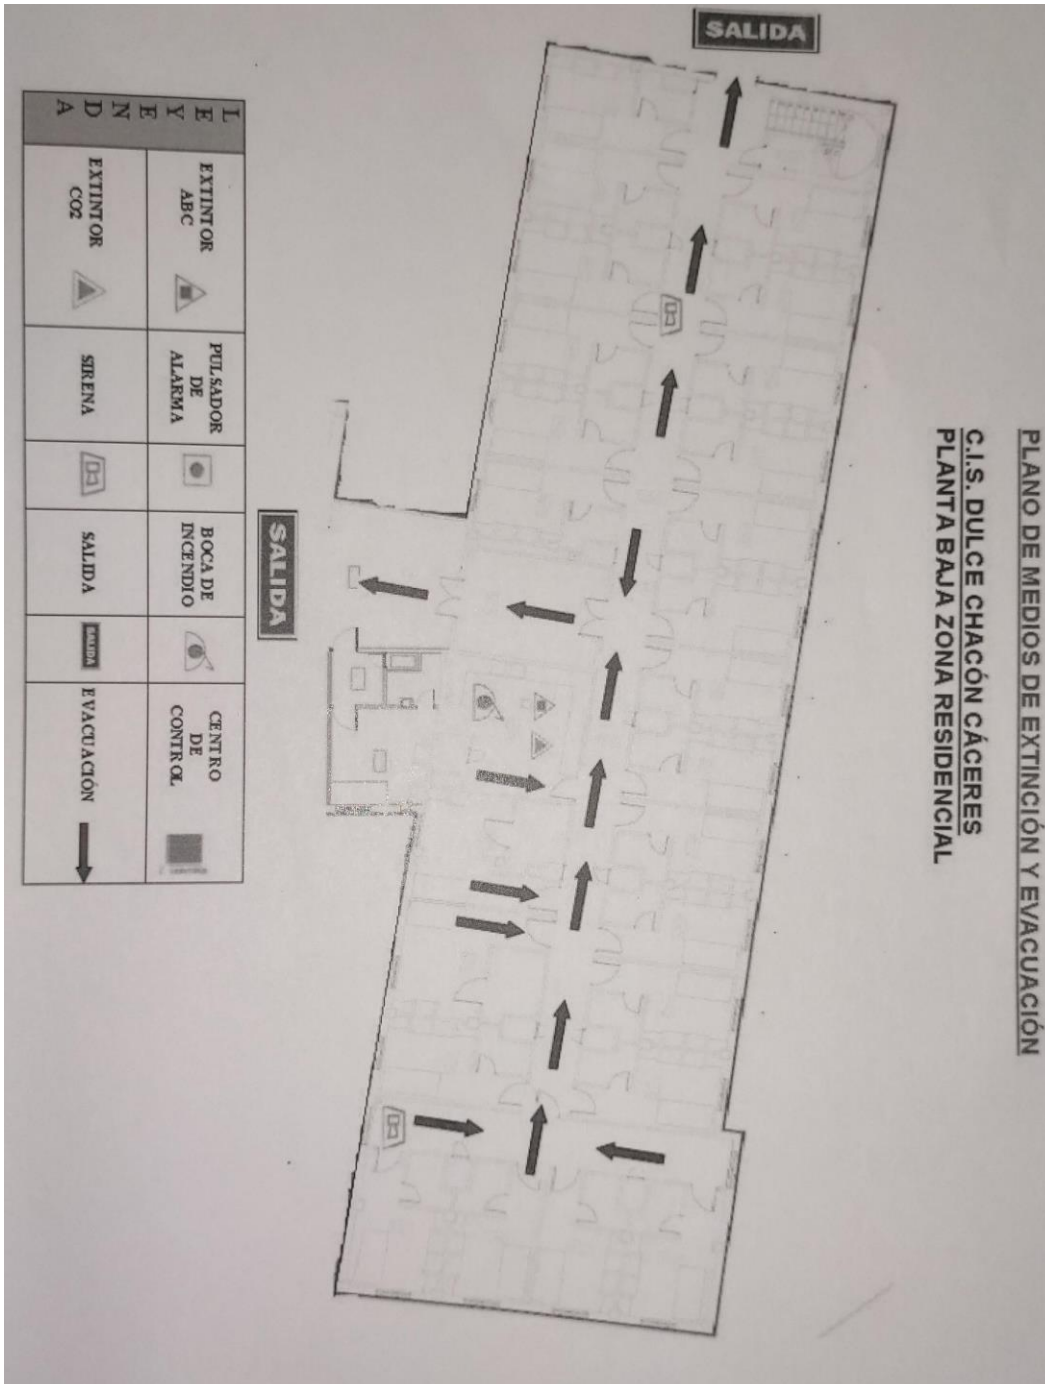 PLANO DE MEDIOS DE EXTINCIÓN Y EVACUACIÓN
C.I.S. DULCE CHACÓN CÁCERES
PLANTA BAJA ZONA RESIDENCIAL
SALIDA
SALIDA
LEYENDA
EXTINTOR
ABC
PULSADOR
DE
ALARMA
BOCA DE
INCENDIO
CENTRO
DE
CONTROL
EXTINTOR
CO2
SIRENA
SALIDA
SALIDA
EVACUACIÓN